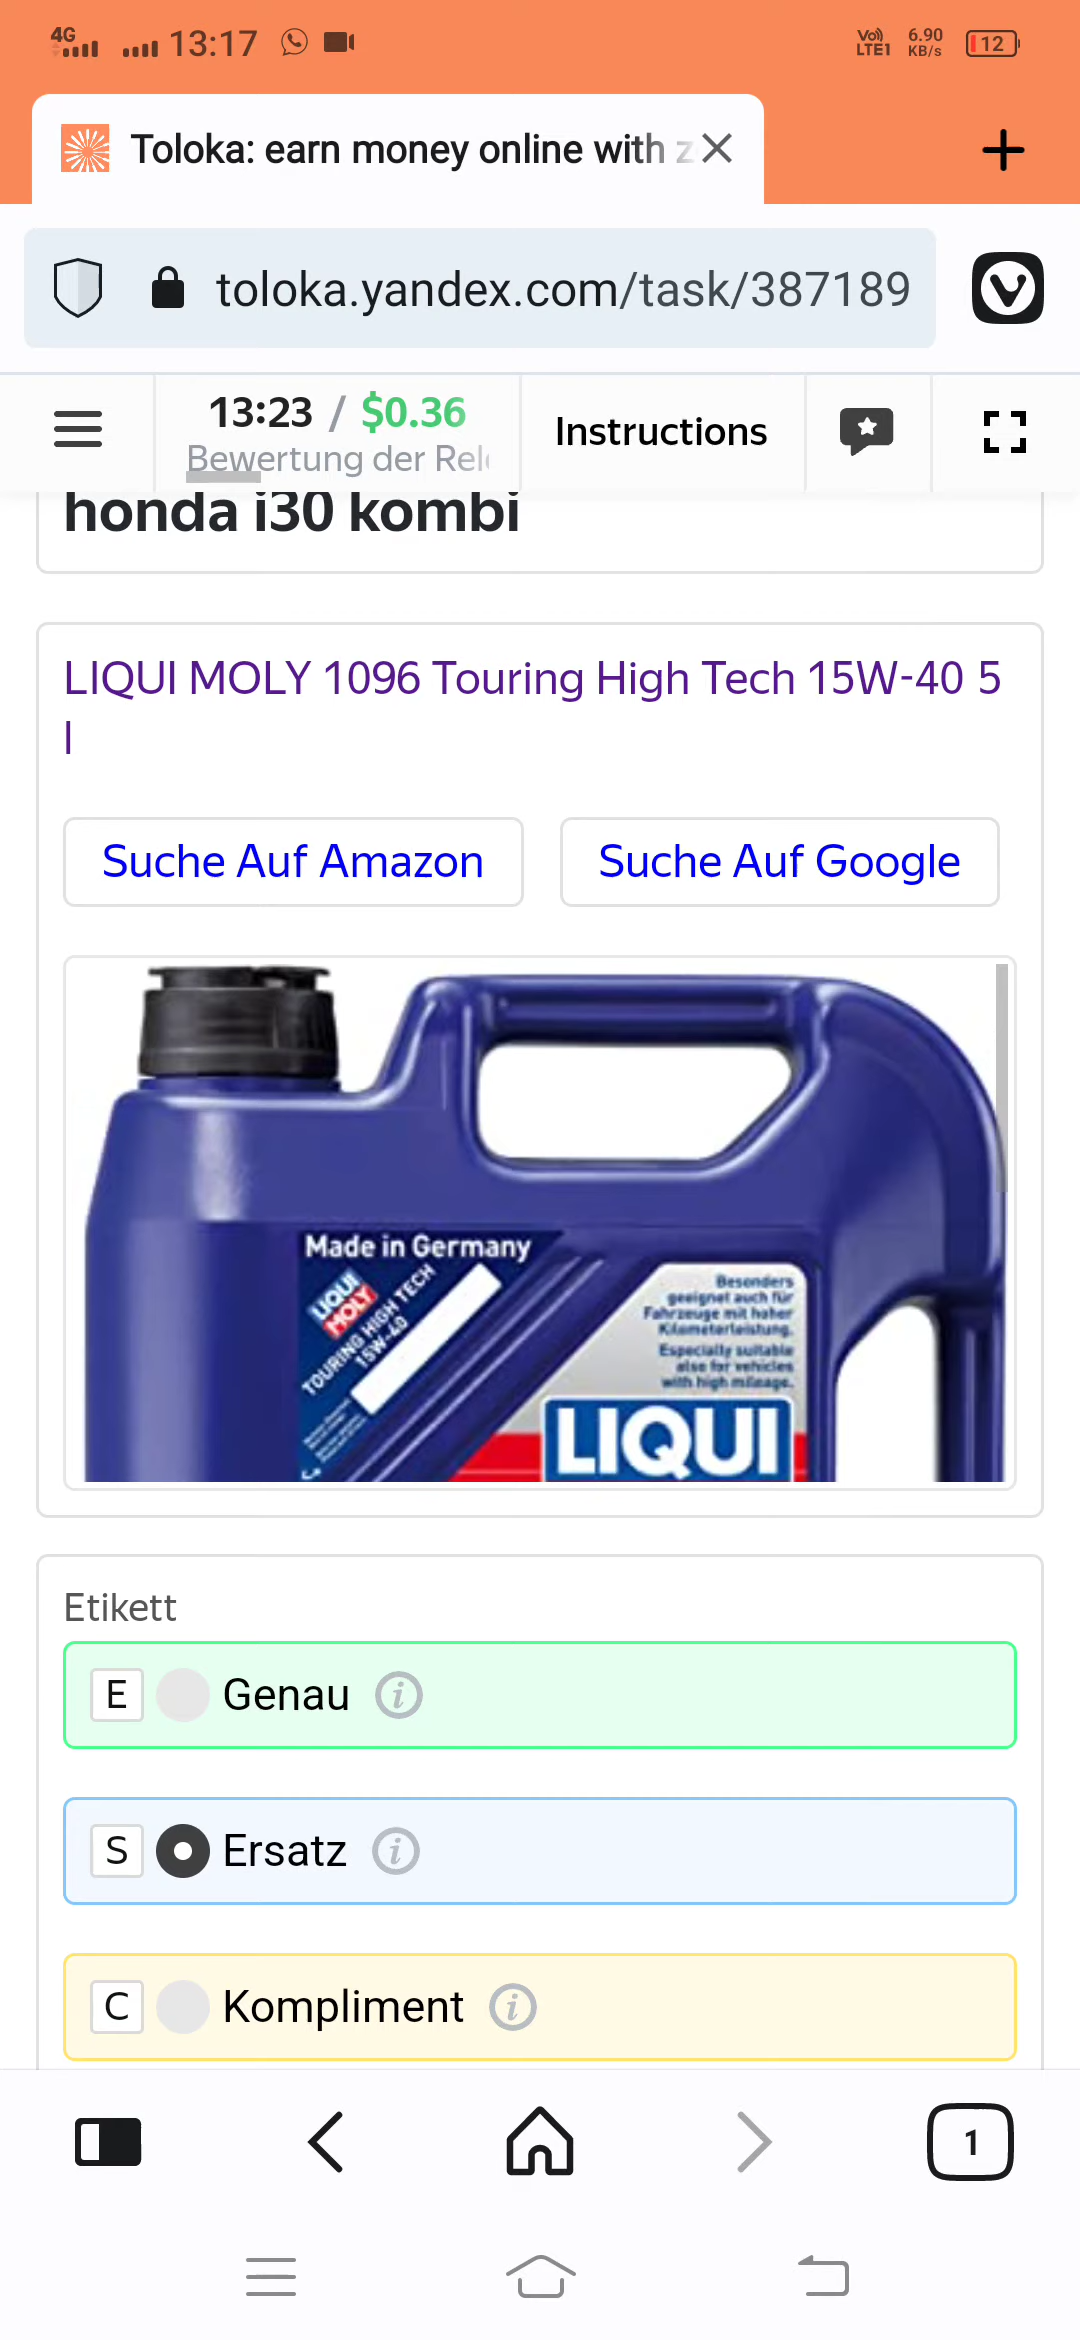 4G 13:17 Vo) LTE1 6.90 KB/s 12
Toloka: earn money online with
toloka.yandex.com/task/387189
13:23 / $0.36
Bewertung der Rel
Instructions
honda i30 kombi
LIQUI MOLY 1096 Touring High Tech 15W-40 5
l
Suche Auf Amazon
Suche Auf Google
Made in Germany
LIQUI
MOLY
TOURING HIGH TECH
15W-40
Besonders
geeignet auch für
Fahrzeuge mit hoher
Kilometerleistung.
Especially suitable
also for vehicles
with high mileage.
LIQUI
Etikett
E Genau
S Ersatz
C Kompliment
1